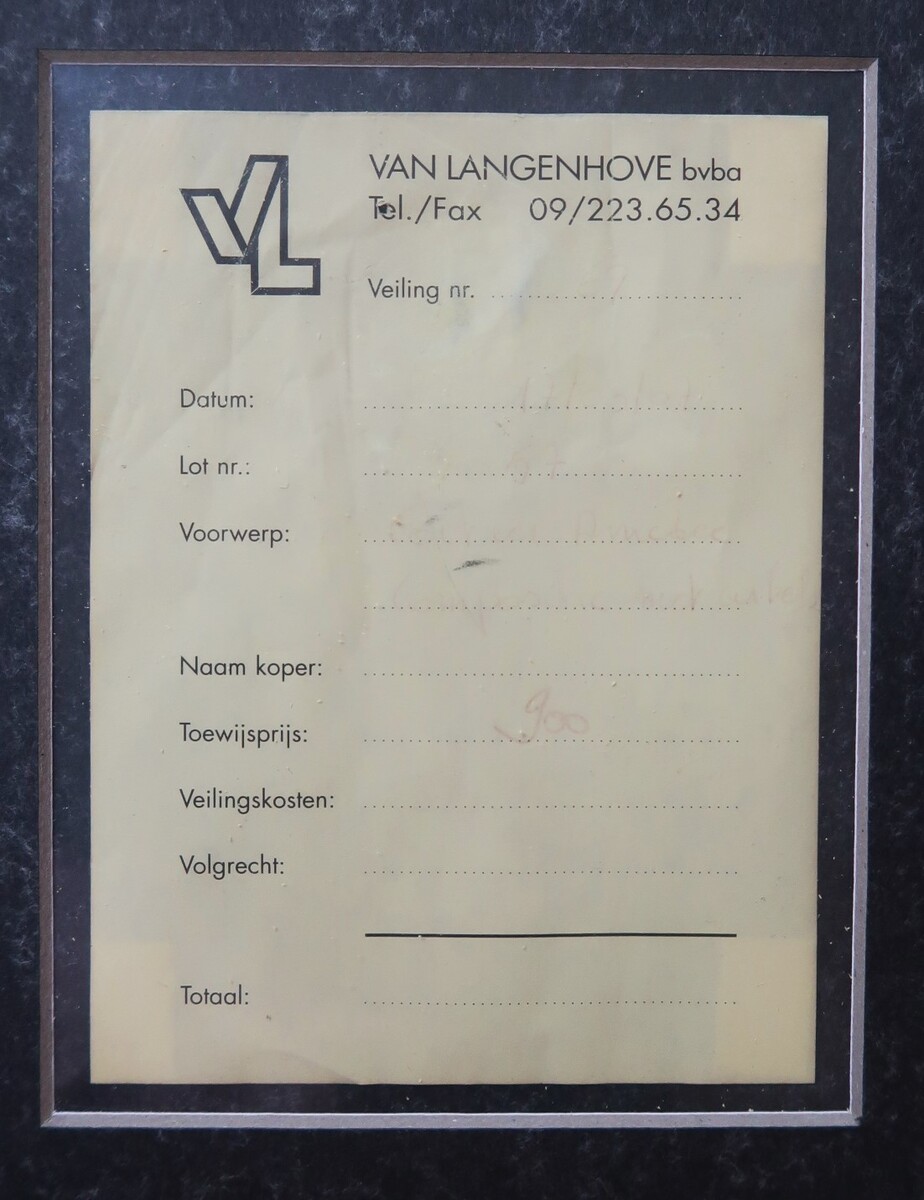 VL
VAN LANGENHOVE bvba
Tel./Fax 09/223.65.34
Veiling nr. ..............................
Datum:
Lot nr.:
Voorwerp:
Naam koper:
Toewijsprijs: 900
Veilingskosten:
Volgrecht:
Totaal: